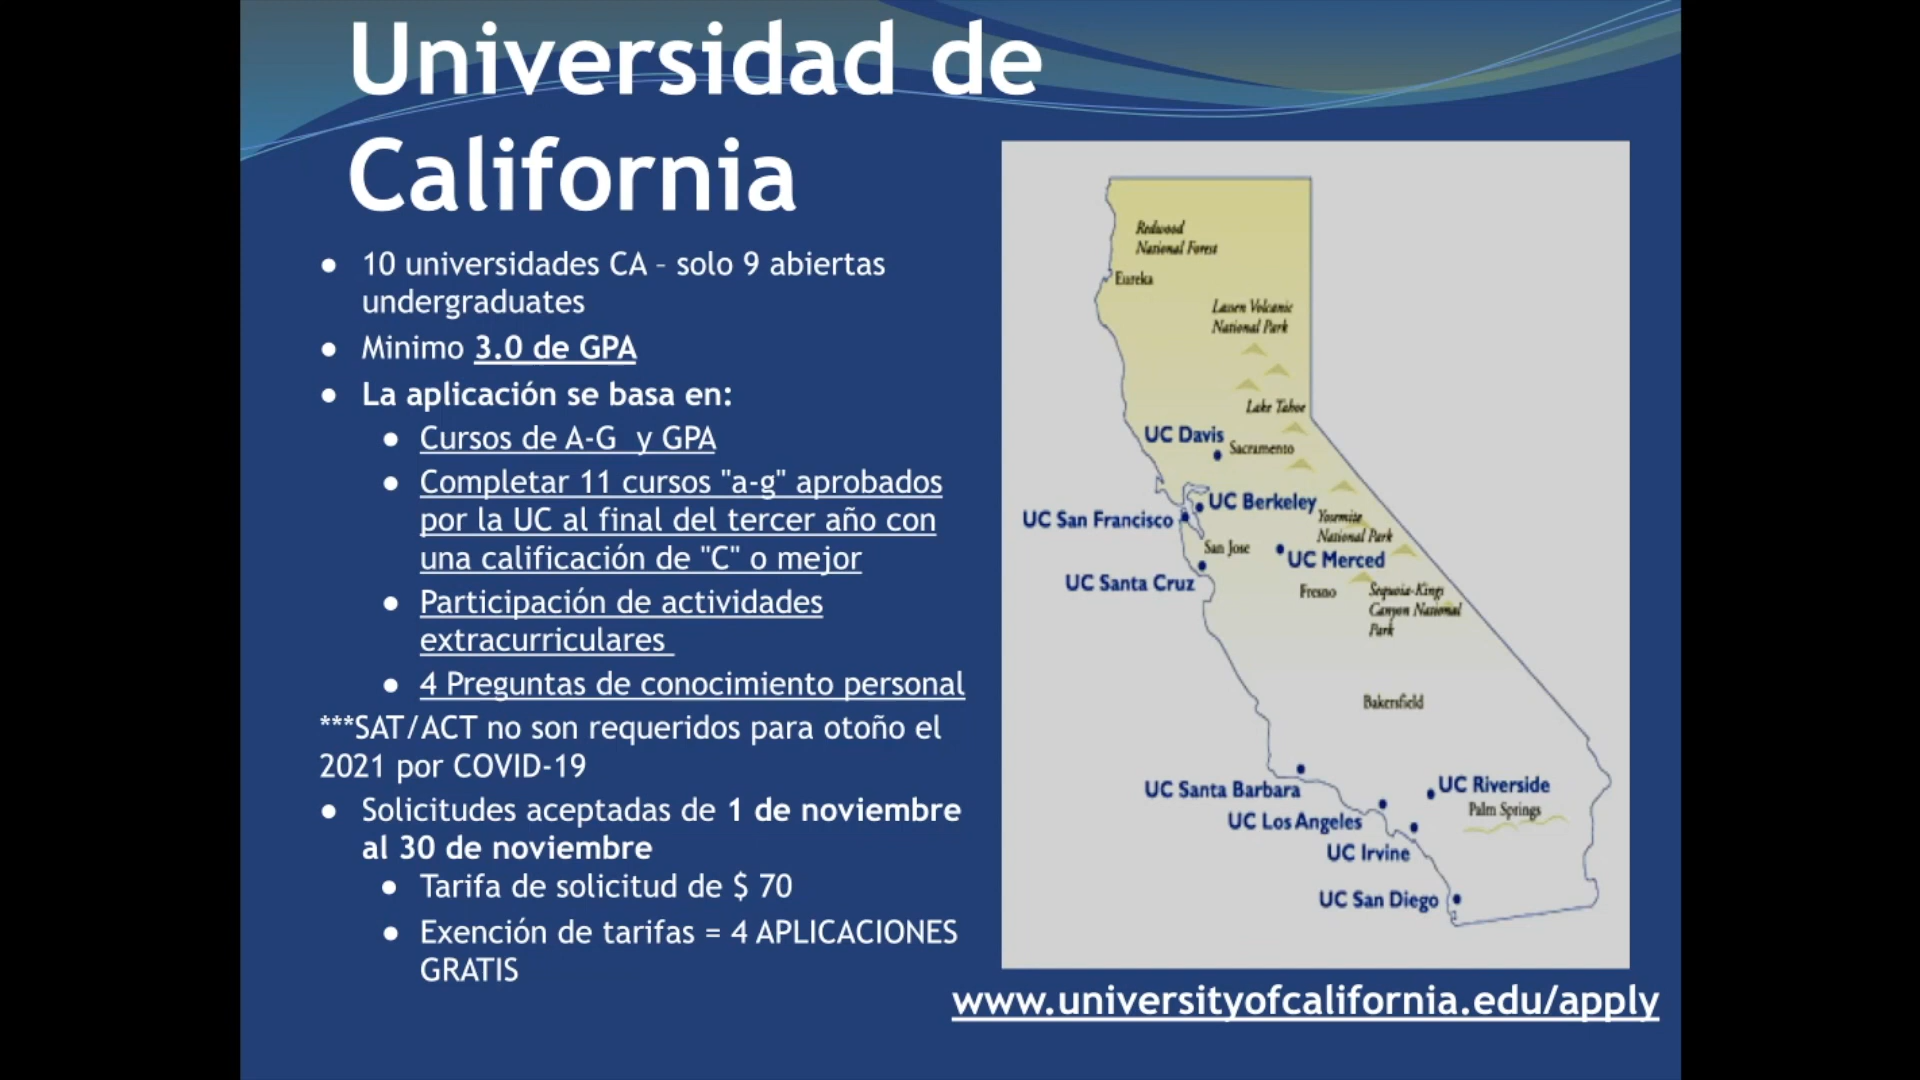 Universidad de
California
● 10 universidades CA – solo 9 abiertas
undergraduates
● Minimo 3.0 de GPA
● La aplicación se basa en:
● Cursos de A-G y GPA
● Completar 11 cursos "a-g" aprobados
por la UC al final del tercer año con
una calificación de "C" o mejor
● Participación de actividades
extracurriculares
● 4 Preguntas de conocimiento personal
***SAT/ACT no son requeridos para otoño el
2021 por COVID-19
● Solicitudes aceptadas de 1 de noviembre
al 30 de noviembre
● Tarifa de solicitud de $ 70
● Exención de tarifas = 4 APLICACIONES
GRATIS
Redwood
National Forest
Eureka
Lassen Volcanic
National Park
Lake Tahoe
UC Davis
Sacramento
UC Berkeley
UC San Francisco
Yosemite
National Park
San Jose
UC Merced
UC Santa Cruz
Fresno
Sequoia-Kings
Canyon National
Park
Bakersfield
UC Santa Barbara
UC Riverside
Palm Springs
UC Los Angeles
UC Irvine
UC San Diego
www.universityofcalifornia.edu/apply